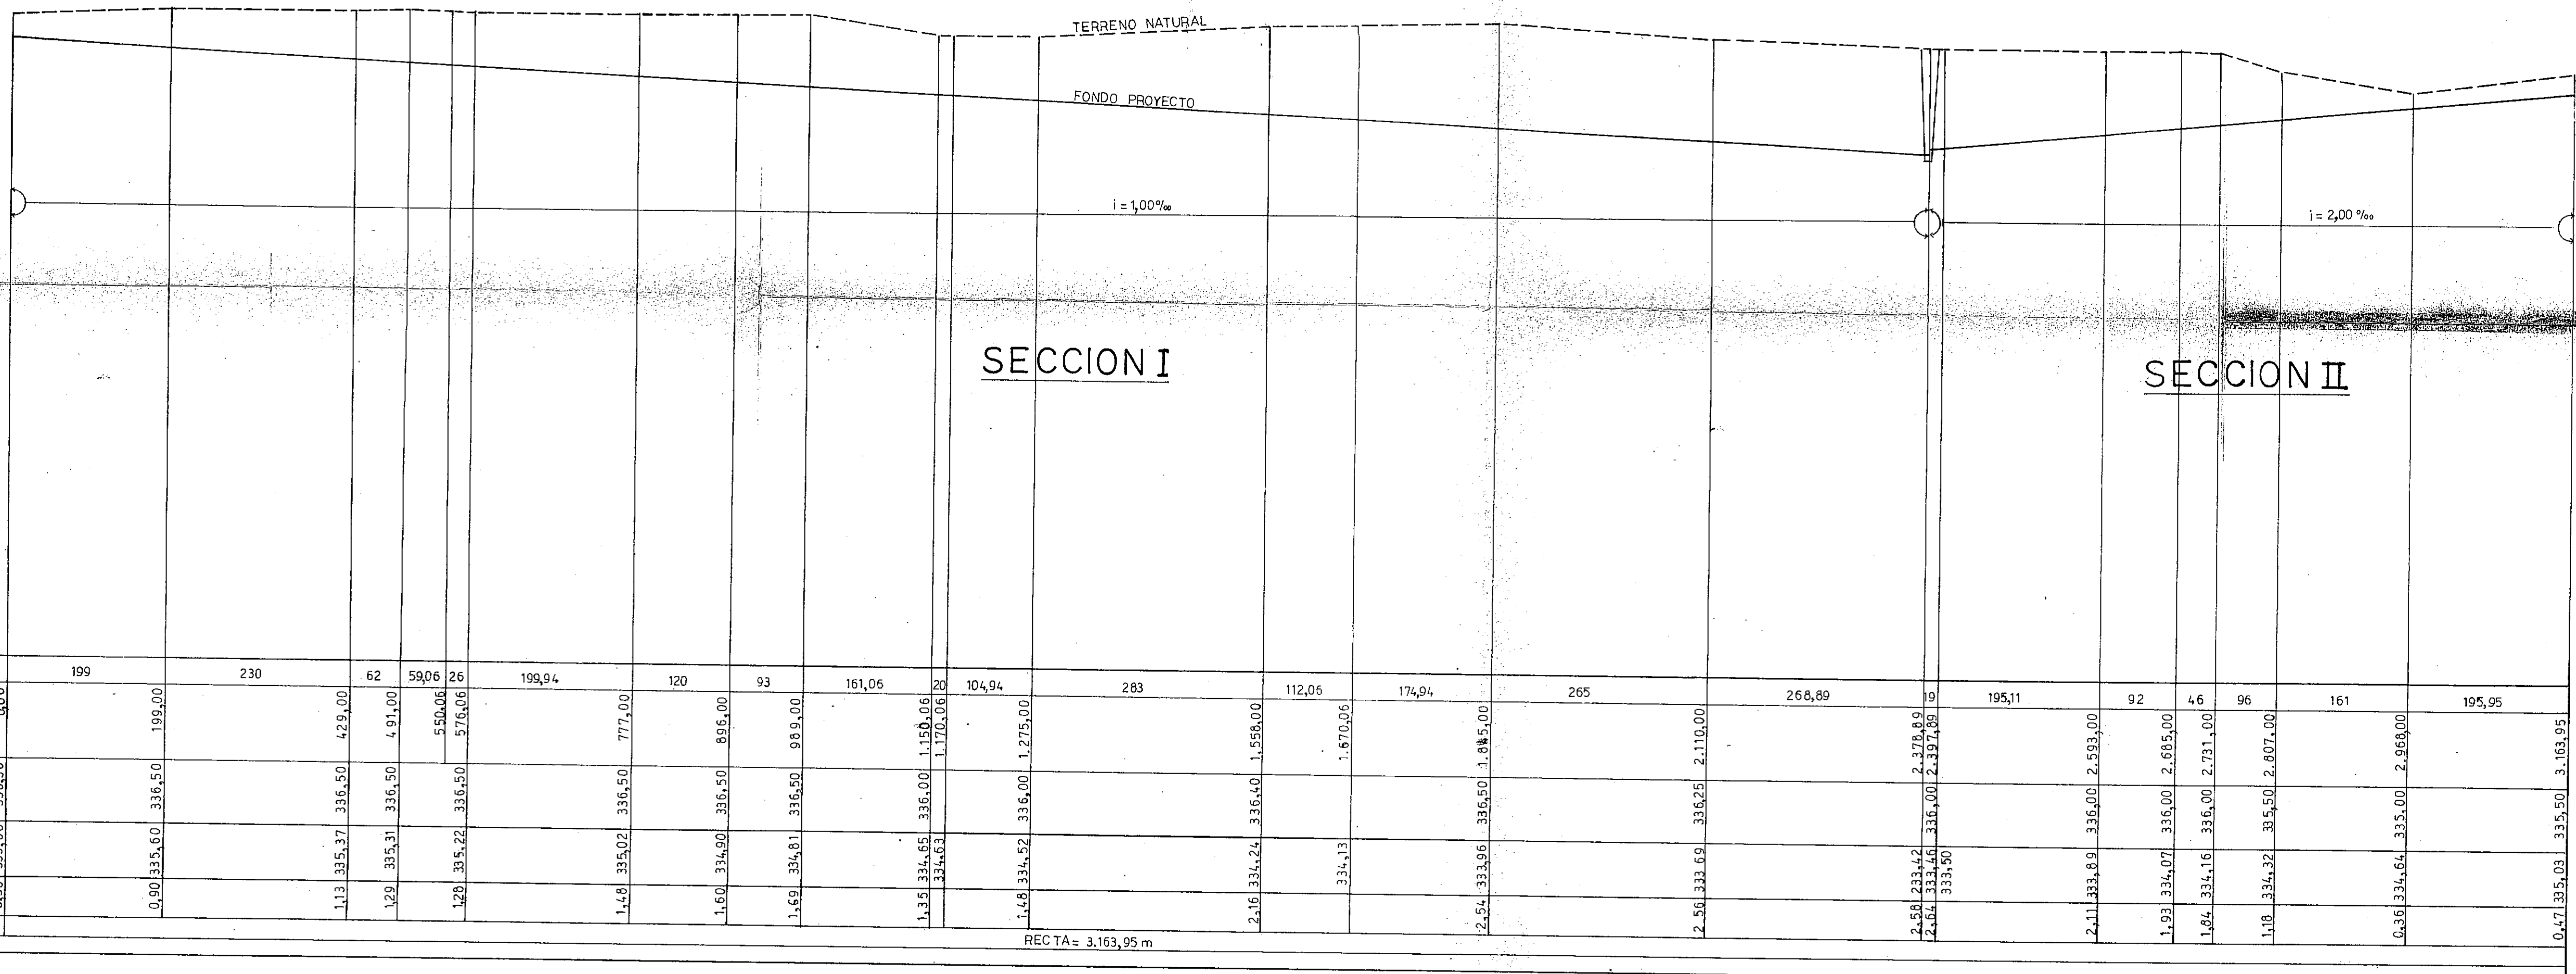 TERRENO NATURAL
FONDO PROYECTO
i = 1,00‰
i = 2,00 ‰
SECCION I
SECCION II
199 230 62 59,06 26 199,94 120 93 161,06 20 104,94 283 112,06 174,94 265 268,89 19 195,11 92 46 96 161 195,95
199,00 429,00 491,00 550,06 576,06 777,00 896,00 989,00 1.150,06 1.170,06 1.275,00 1.558,00 1.670,06 1.845,00 2.110,00 2.378,89 2.397,89 2.593,00 2.685,00 2.731,00 2.807,00 2.968,00 3.163,95
336,50 336,50 336,50 336,50 336,50 336,50 336,50 336,00 336,00 336,40 336,50 336,25 336,00 336,00 336,00 336,00 335,50 335,00 335,50
335,60 335,37 335,31 335,22 335,02 334,90 334,81 334,65 334,63 334,52 334,24 334,13 333,96 333,69 233,42 333,46 333,50 333,89 334,07 334,16 334,32 334,64 335,03
0,90 1,13 1,29 1,28 1,48 1,60 1,69 1,35 1,48 2,16 2,54 2,56 2,58 2,64 2,11 1,93 1,84 1,18 0,36 0,47
RECTA = 3.163,95 m